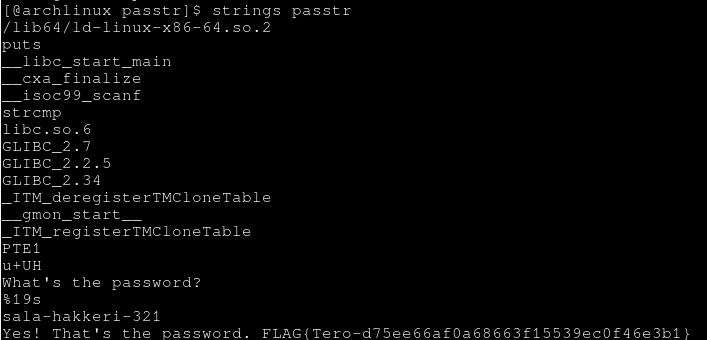 [@archlinux passtr]$ strings passtr
/lib64/ld-linux-x86-64.so.2
puts
__libc_start_main
__cxa_finalize
__isoc99_scanf
strcmp
libc.so.6
GLIBC_2.7
GLIBC_2.2.5
GLIBC_2.34
_ITM_deregisterTMCloneTable
__gmon_start__
_ITM_registerTMCloneTable
PTE1
u+UH
What's the password?
%19s
sala-hakkeri-321
Yes! That's the password. FLAG{Tero-d75ee66af0a68663f15539ec0f46e3b1}